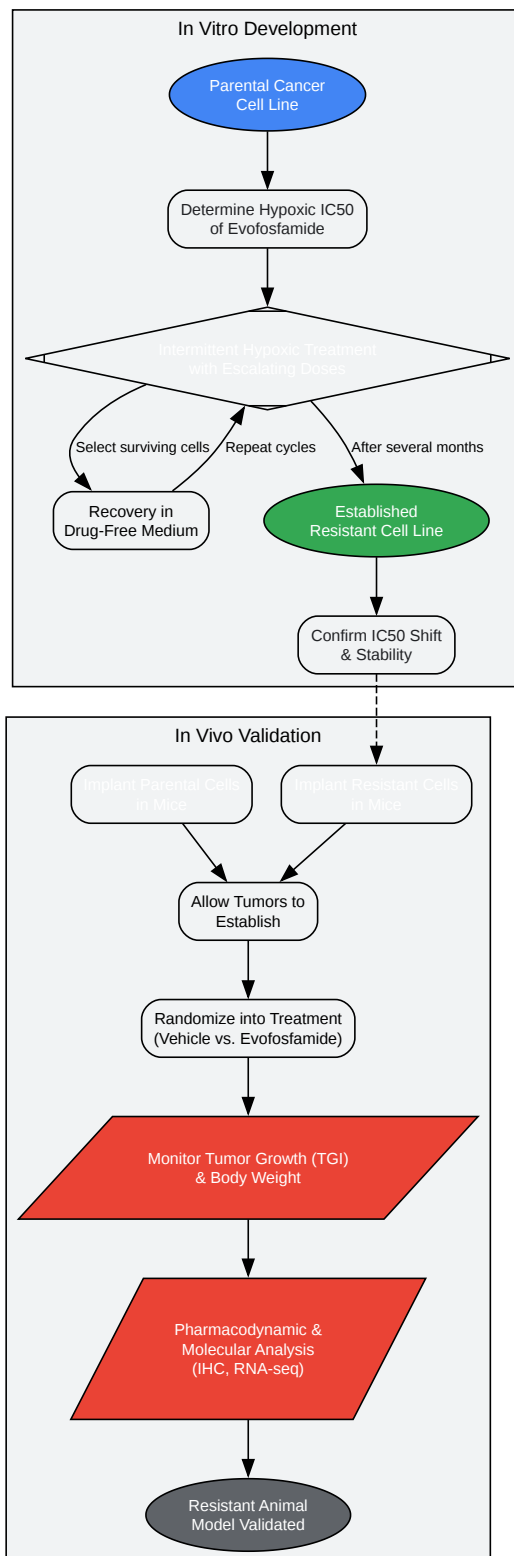 In Vitro Development
Parental Cancer
Cell Line
Determine Hypoxic IC50
of Evofosfamide
Intermittent Hypoxic Treatment
with Escalating Doses
Select surviving cells
Repeat cycles
After several months
Recovery in
Drug-Free Medium
Established
Resistant Cell Line
Confirm IC50 Shift
& Stability
In Vivo Validation
Implant Parental Cells
in Mice
Implant Resistant Cells
in Mice
Allow Tumors to
Establish
Randomize into Treatment
(Vehicle vs. Evofosfamide)
Monitor Tumor Growth (TGI)
& Body Weight
Pharmacodynamic &
Molecular Analysis
(IHC, RNA-seq)
Resistant Animal
Model Validated